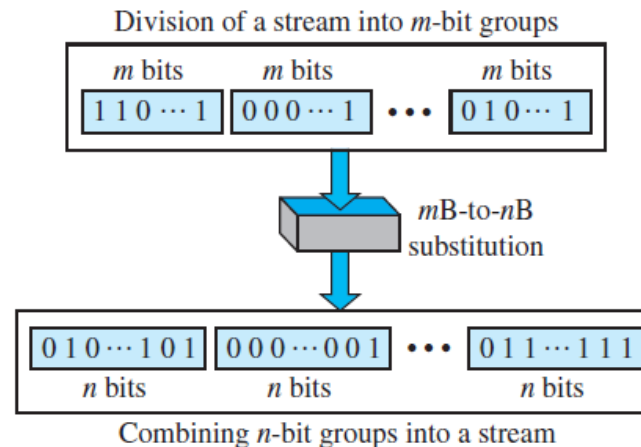 Division of a stream into m-bit groups
m bits m bits m bits
1 1 0 ⋯ 1 0 0 0 ⋯ 1 ••• 0 1 0 ⋯ 1
mB-to-nB
substitution
0 1 0 ⋯ 1 0 1 0 0 0 ⋯ 0 0 1 ••• 0 1 1 ⋯ 1 1 1
n bits n bits n bits
Combining n-bit groups into a stream